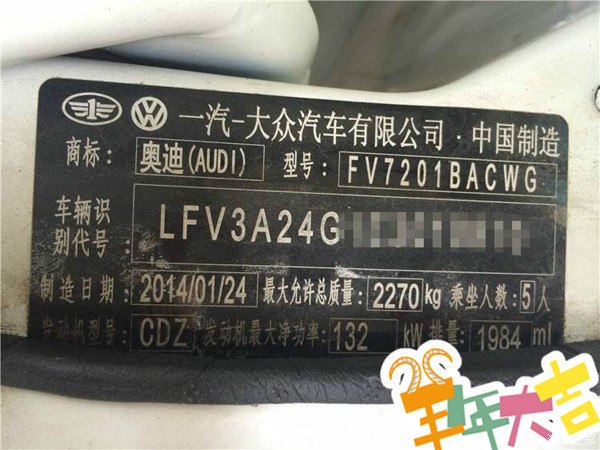 一汽-大众汽车有限公司·中国制造
商标: 奥迪(AUDI) 型号: FV7201BACWG
车辆识别代号: LFV3A24G
制造日期: 2014/01/24 最大允许总质量: 2270kg 乘坐人数: 5人
发动机型号: CDZ 发动机最大净功率: 132 kW 排量: 1984 ml
羊年大吉